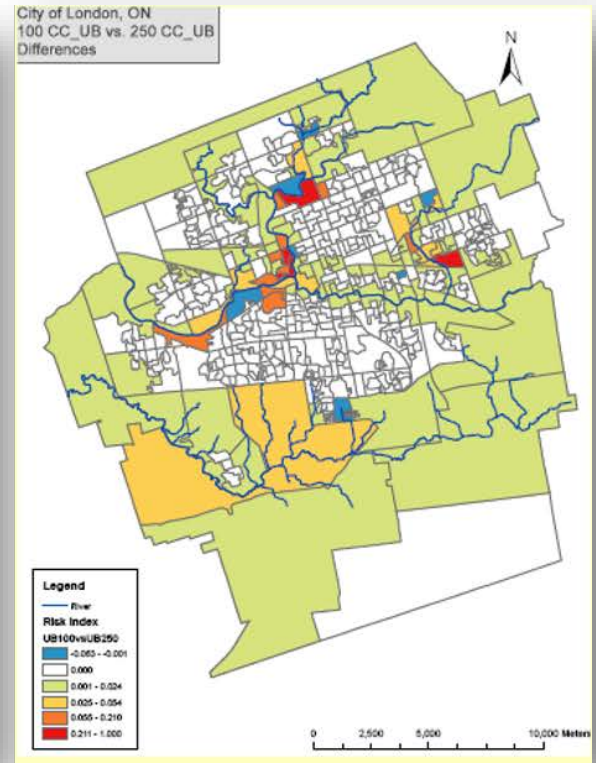 City of London, ON
100 CC_UB vs. 250 CC_UB
Differences
N
Legend
River
Risk Index
UB100vsUB250
-0.063 - -0.001
0.000
0.001 - 0.024
0.025 - 0.054
0.055 - 0.210
0.211 - 1.000
0 2,500 5,000 10,000 Meters